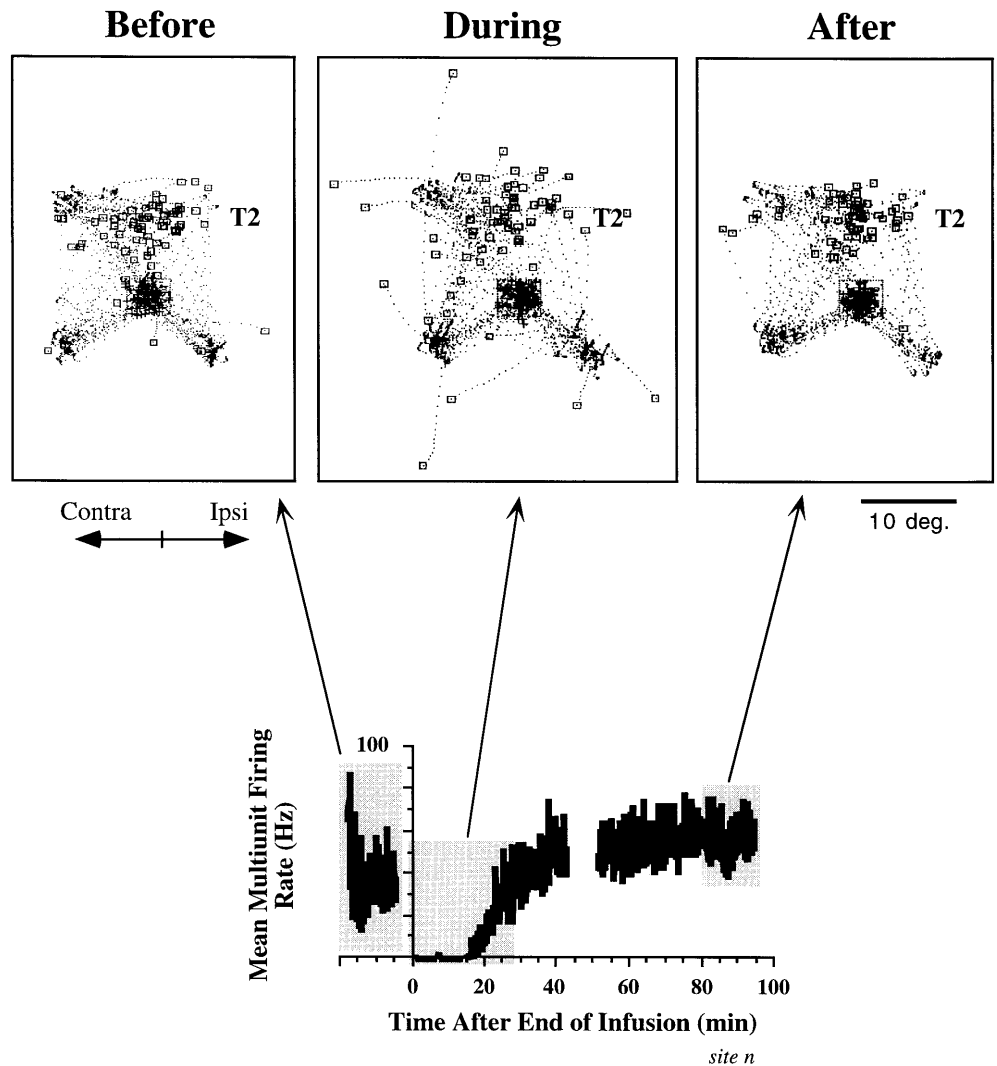 Before
During
After
T2
T2
T2
Contra
Ipsi
10 deg.
Mean Multiunit Firing
Rate (Hz)
100
0
20
40
60
80
100
Time After End of Infusion (min)
site n